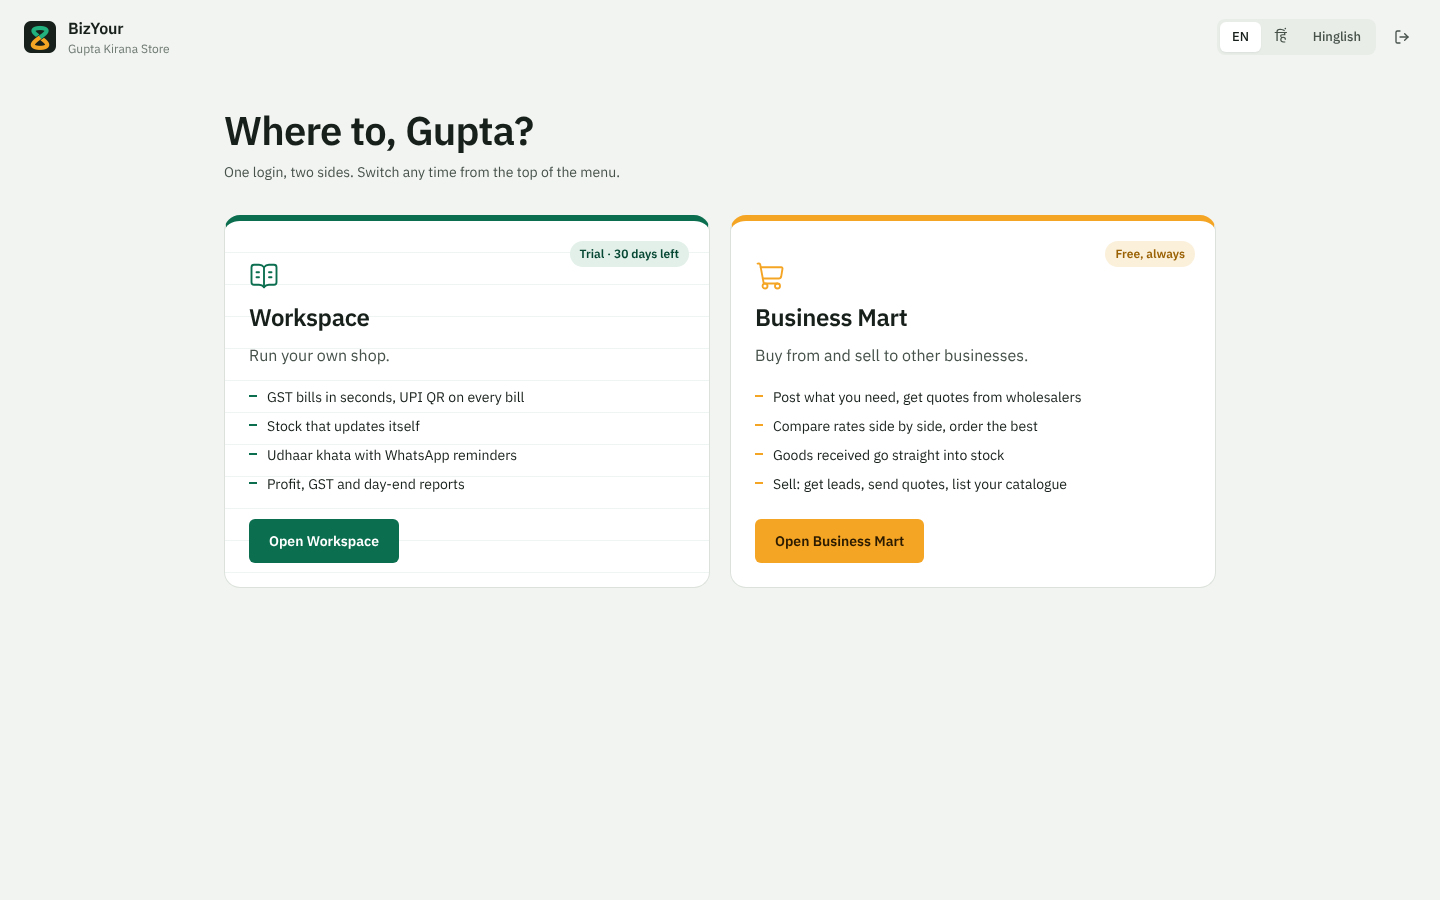 BizYour
Gupta Kirana Store
EN
हिं
Hinglish
Where to, Gupta?
One login, two sides. Switch any time from the top of the menu.
Trial · 30 days left
Workspace
Run your own shop.
GST bills in seconds, UPI QR on every bill
Stock that updates itself
Udhaar khata with WhatsApp reminders
Profit, GST and day-end reports
Open Workspace
Free, always
Business Mart
Buy from and sell to other businesses.
Post what you need, get quotes from wholesalers
Compare rates side by side, order the best
Goods received go straight into stock
Sell: get leads, send quotes, list your catalogue
Open Business Mart